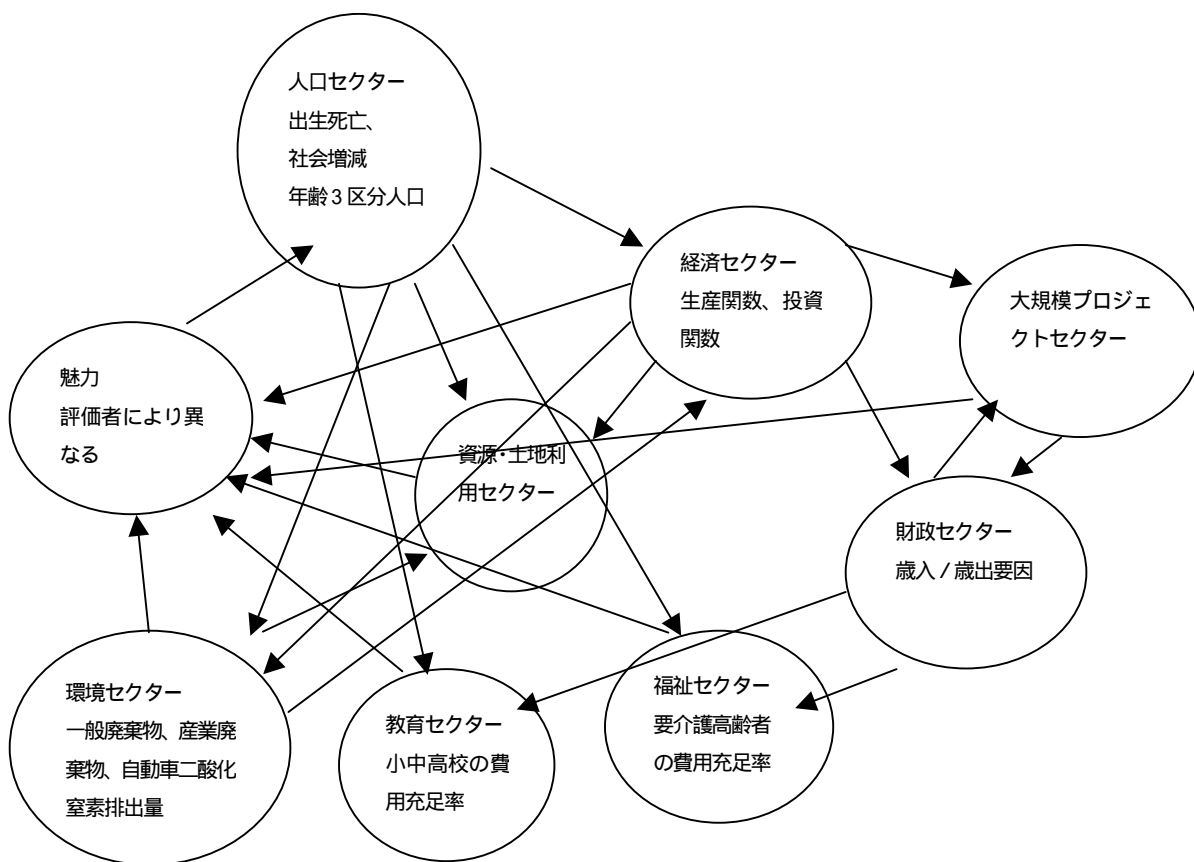 人口セクター
出生死亡、
社会増減
年齢3区分人口
経済セクター
生産関数、投資
関数
大規模プロジェ
クトセクター
魅力
評価者により異
なる
資源・土地利
用セクター
財政セクター
歳入/歳出要因
環境セクター
一般廃棄物、産業廃
棄物、自動車二酸化
窒素排出量
教育セクター
小中高校の費
用充足率
福祉セクター
要介護高齢者
の費用充足率